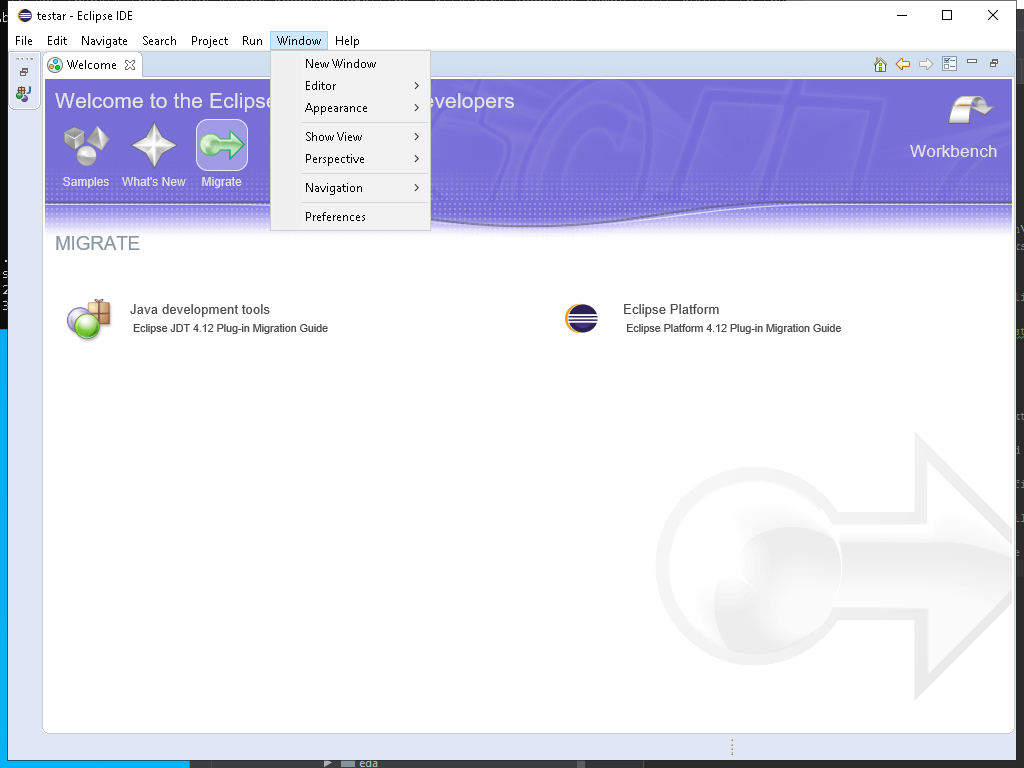 testar - Eclipse IDE
File Edit Navigate Search Project Run Window Help
Welcome
New Window
Editor
Appearance
Show View
Perspective
Navigation
Preferences
Welcome to the Eclipse
evelopers
Workbench
Samples What's New Migrate
MIGRATE
Java development tools
Eclipse JDT 4.12 Plug-in Migration Guide
Eclipse Platform
Eclipse Platform 4.12 Plug-in Migration Guide
eda